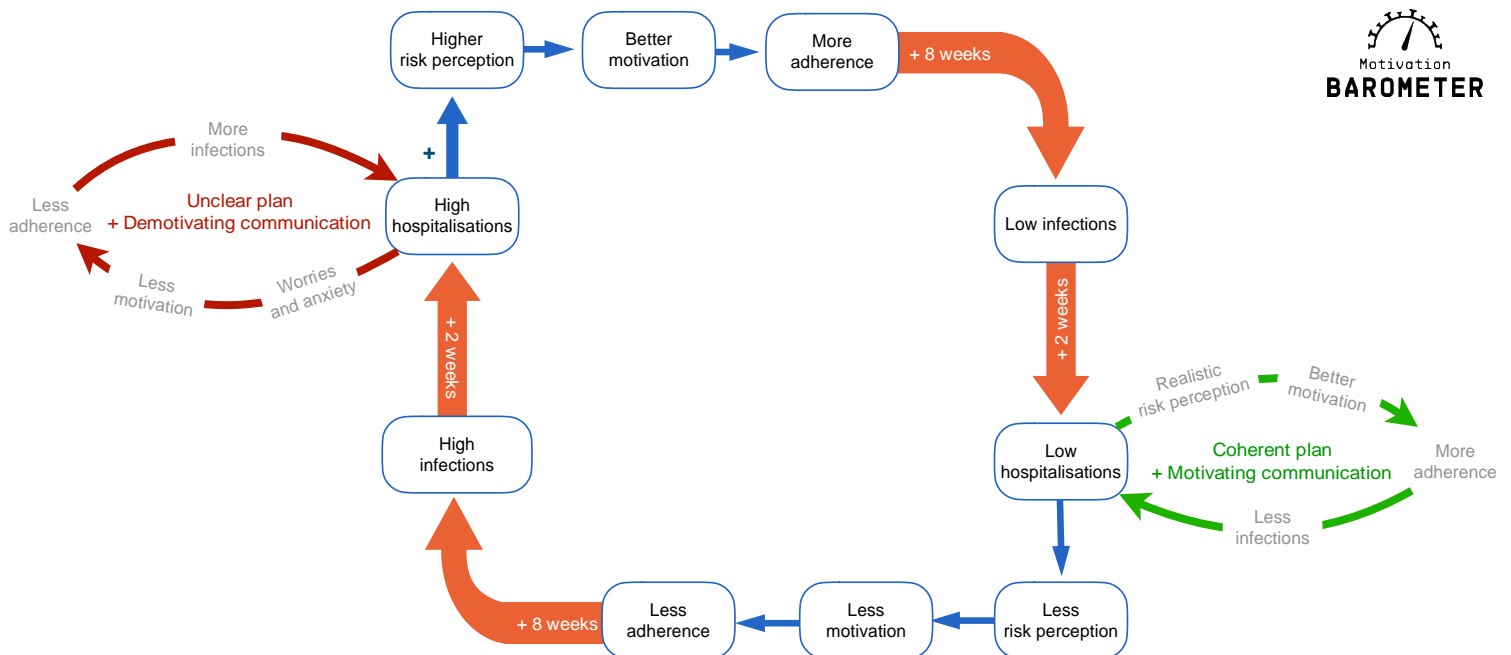 Higher
risk perception
Better
motivation
More
adherence
+ 8 weeks
Motivation
BAROMETER
More
infections
+
Less
adherence
Unclear plan
+ Demotivating communication
High
hospitalisations
Low infections
Less
motivation
Worries
and anxiety
+ 2 weeks
+ 2 weeks
Realistic
risk perception
Better
motivation
High
infections
Low
hospitalisations
Coherent plan
+ Motivating communication
More
adherence
Less
infections
+ 8 weeks
Less
adherence
Less
motivation
Less
risk perception